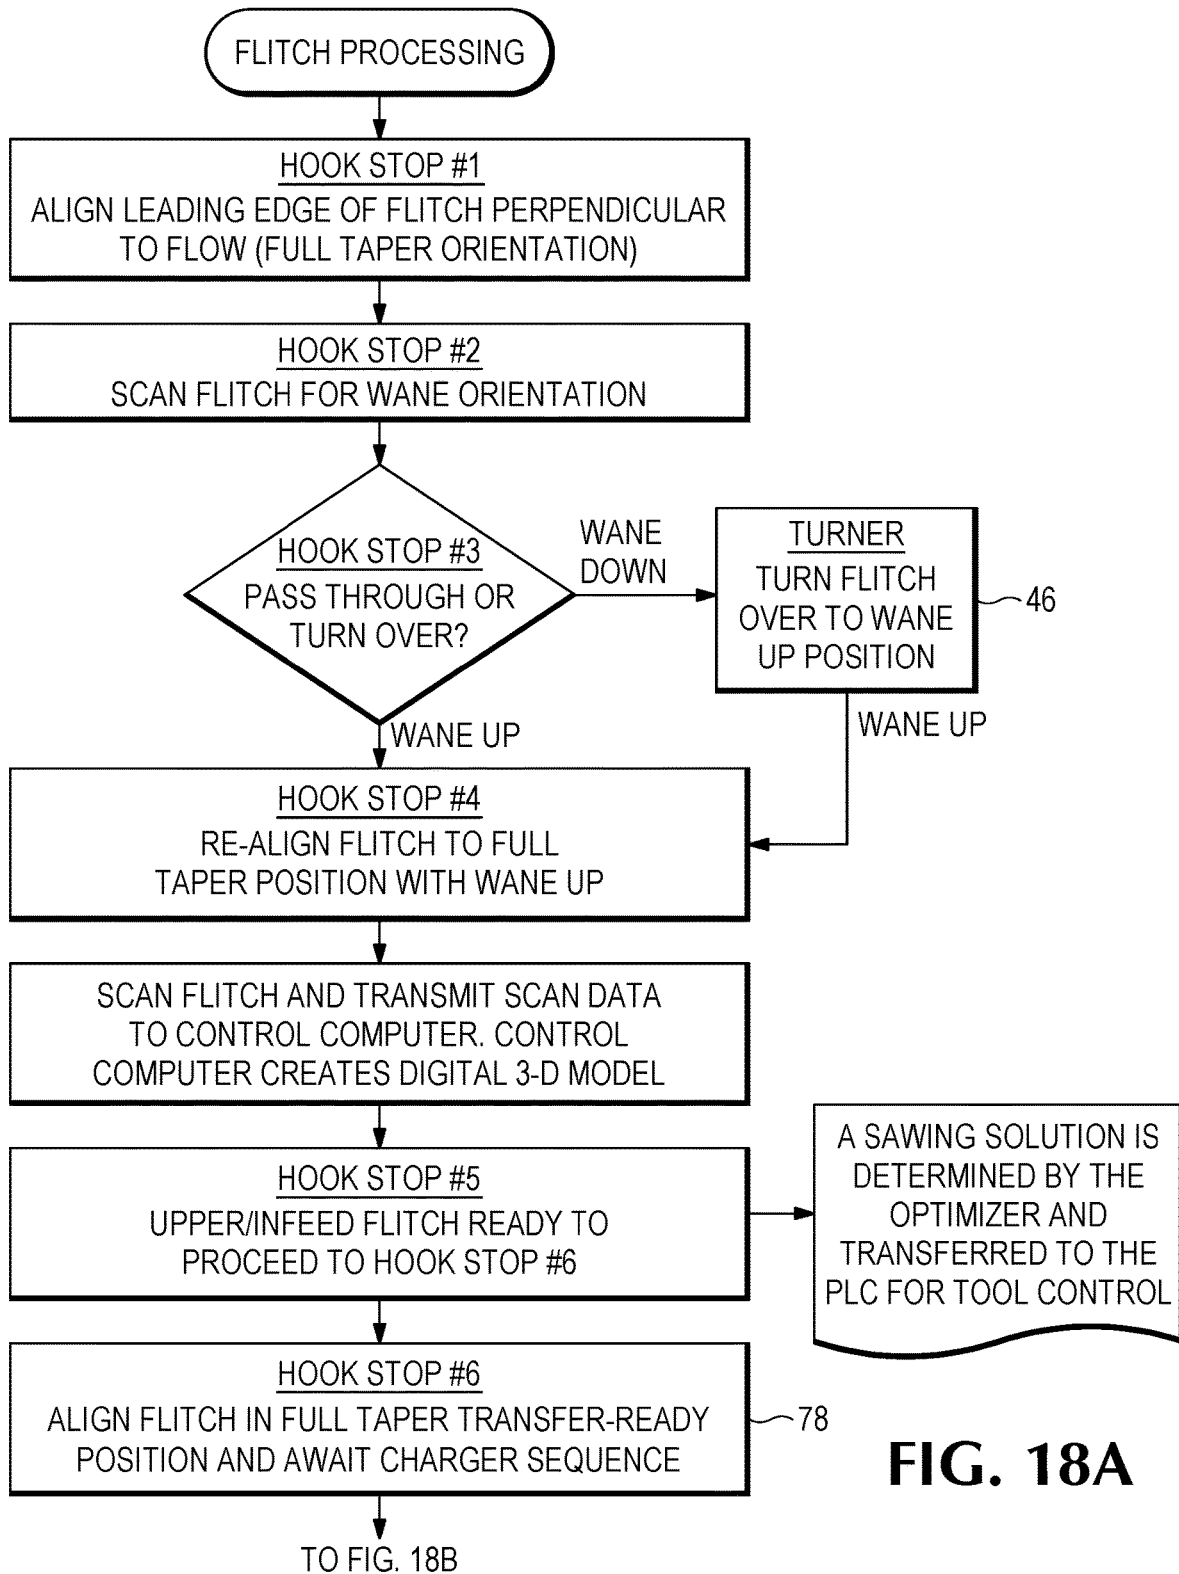 FLITCH PROCESSING
HOOK STOP #1
ALIGN LEADING EDGE OF FLITCH PERPENDICULAR
TO FLOW (FULL TAPER ORIENTATION)
HOOK STOP #2
SCAN FLITCH FOR WANE ORIENTATION
HOOK STOP #3
PASS THROUGH OR
TURN OVER?
WANE
DOWN
TURNER
TURN FLITCH
OVER TO WANE
UP POSITION
46
WANE UP
WANE UP
HOOK STOP #4
RE-ALIGN FLITCH TO FULL
TAPER POSITION WITH WANE UP
SCAN FLITCH AND TRANSMIT SCAN DATA
TO CONTROL COMPUTER. CONTROL
COMPUTER CREATES DIGITAL 3-D MODEL
HOOK STOP #5
UPPER/INFEED FLITCH READY TO
PROCEED TO HOOK STOP #6
A SAWING SOLUTION IS
DETERMINED BY THE
OPTIMIZER AND
TRANSFERRED TO THE
PLC FOR TOOL CONTROL
HOOK STOP #6
ALIGN FLITCH IN FULL TAPER TRANSFER-READY
POSITION AND AWAIT CHARGER SEQUENCE
78
FIG. 18A
TO FIG. 18B